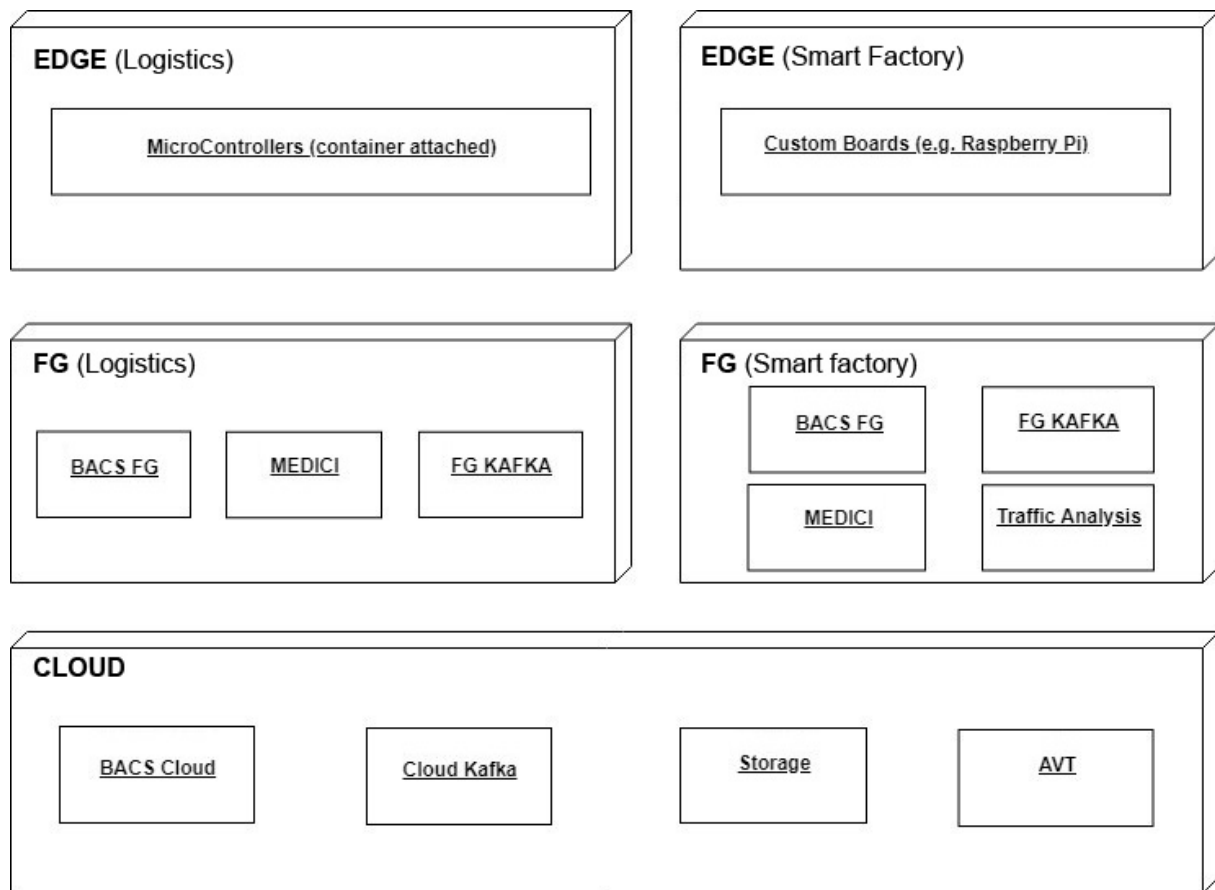 EDGE (Logistics)
MicroControllers (container attached)
EDGE (Smart Factory)
Custom Boards (e.g. Raspberry Pi)
FG (Logistics)
BACS FG
MEDICI
FG KAFKA
FG (Smart factory)
BACS FG
FG KAFKA
MEDICI
Traffic Analysis
CLOUD
BACS Cloud
Cloud Kafka
Storage
AVT